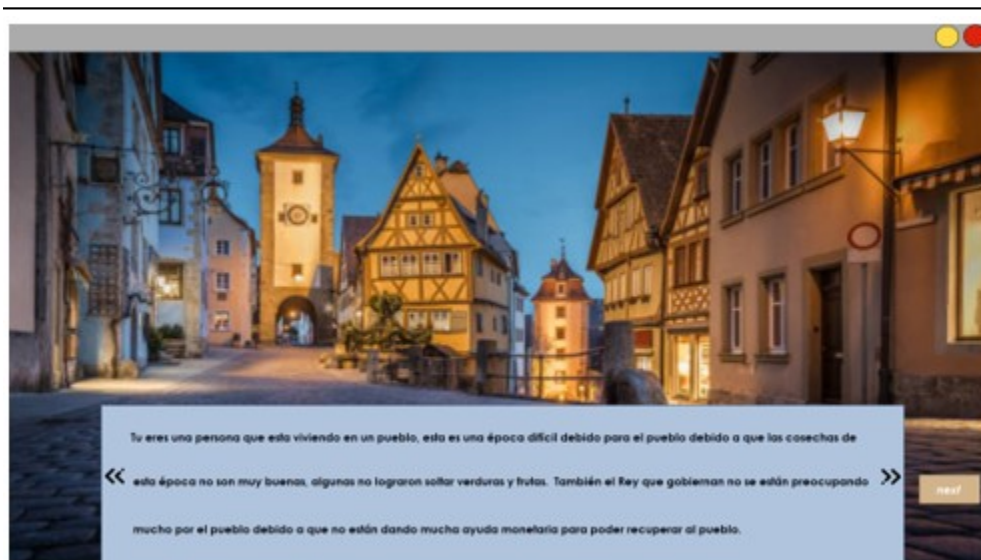 Tu eres una persona que esta viviendo en un pueblo, esta es una época difícil debido para el pueblo debido a que las cosechas de
« esta época no son muy buenas, algunas no lograron soltar verduras y frutas. También el Rey que gobiernan no se están preocupando »
next
mucho por el pueblo debido a que no están dando mucha ayuda monetaria para poder recuperar al pueblo.